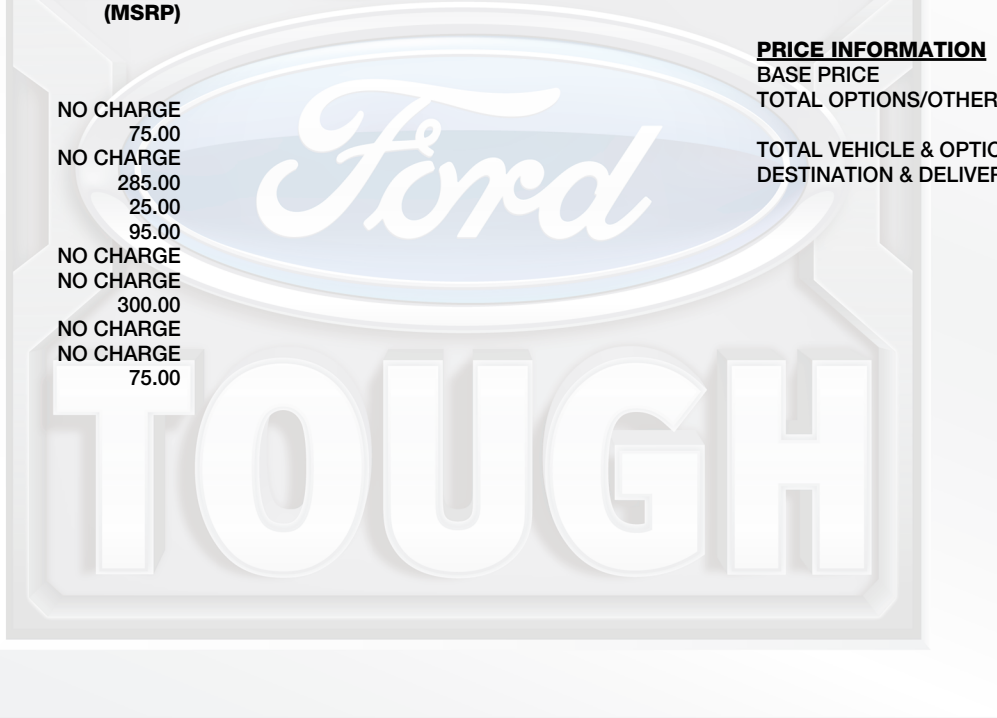 (MSRP)
NO CHARGE
75.00
NO CHARGE
285.00
25.00
95.00
NO CHARGE
NO CHARGE
300.00
NO CHARGE
NO CHARGE
75.00
PRICE INFORMATION
BASE PRICE
TOTAL OPTIONS/OTHER
TOTAL VEHICLE & OPTIO
DESTINATION & DELIVER
Ford
TOUGH